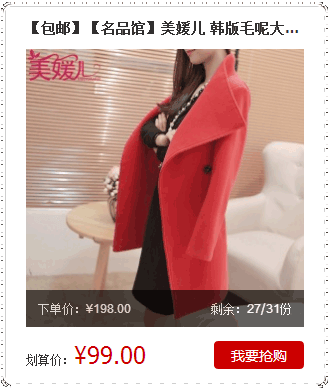 【包邮】【名品馆】美媛儿 韩版毛呢大...
美媛儿
下单价：¥198.00 剩余：27/31份
划算价：¥99.00 我要抢购